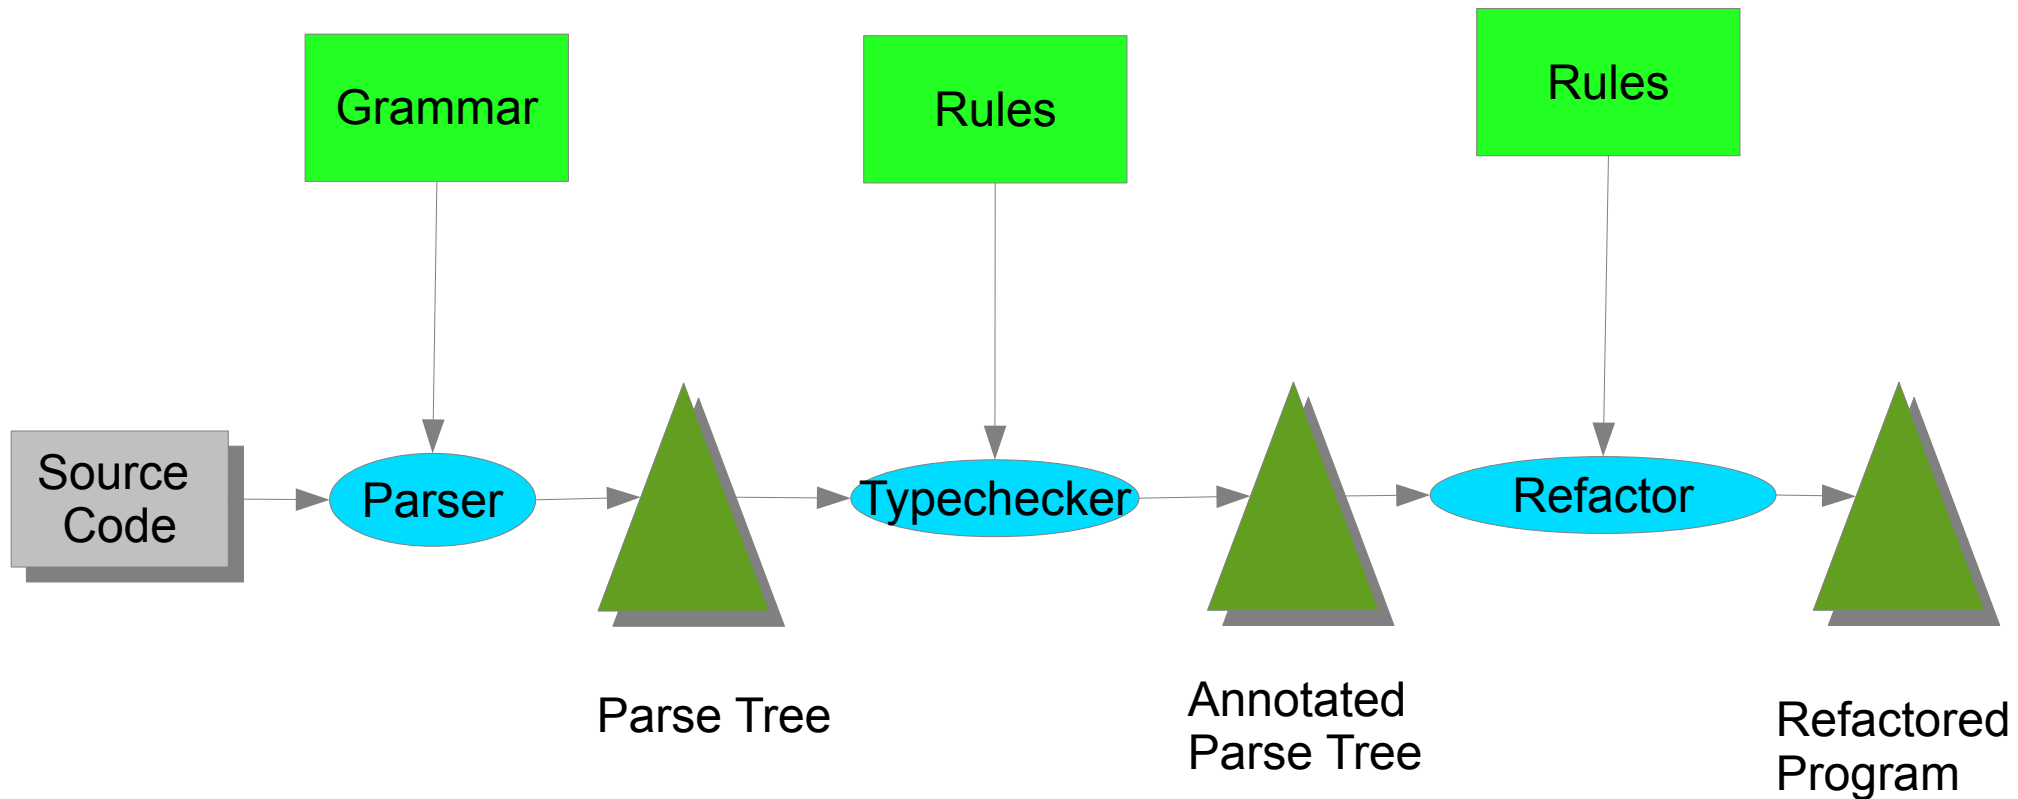 Grammar
Rules
Rules
Source
Code
Parser
Typechecker
Refactor
Parse Tree
Annotated
Parse Tree
Refactored
Program